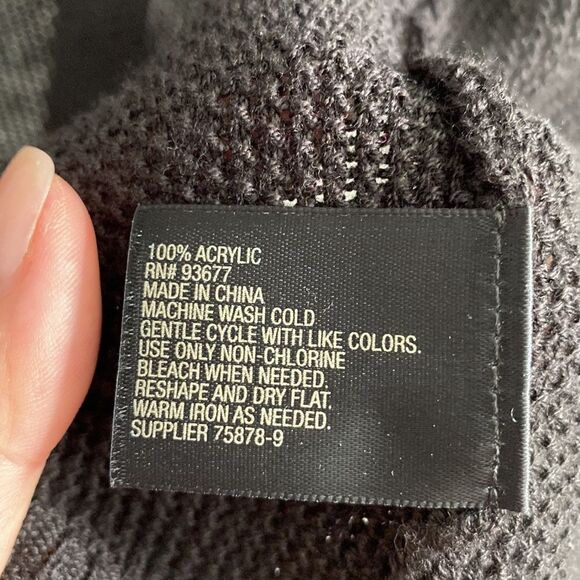 100% ACRYLIC
RN# 93677
MADE IN CHINA
MACHINE WASH COLD
GENTLE CYCLE WITH LIKE COLORS.
USE ONLY NON-CHLORINE
BLEACH WHEN NEEDED.
RESHAPE AND DRY FLAT.
WARM IRON AS NEEDED.
SUPPLIER 75878-9